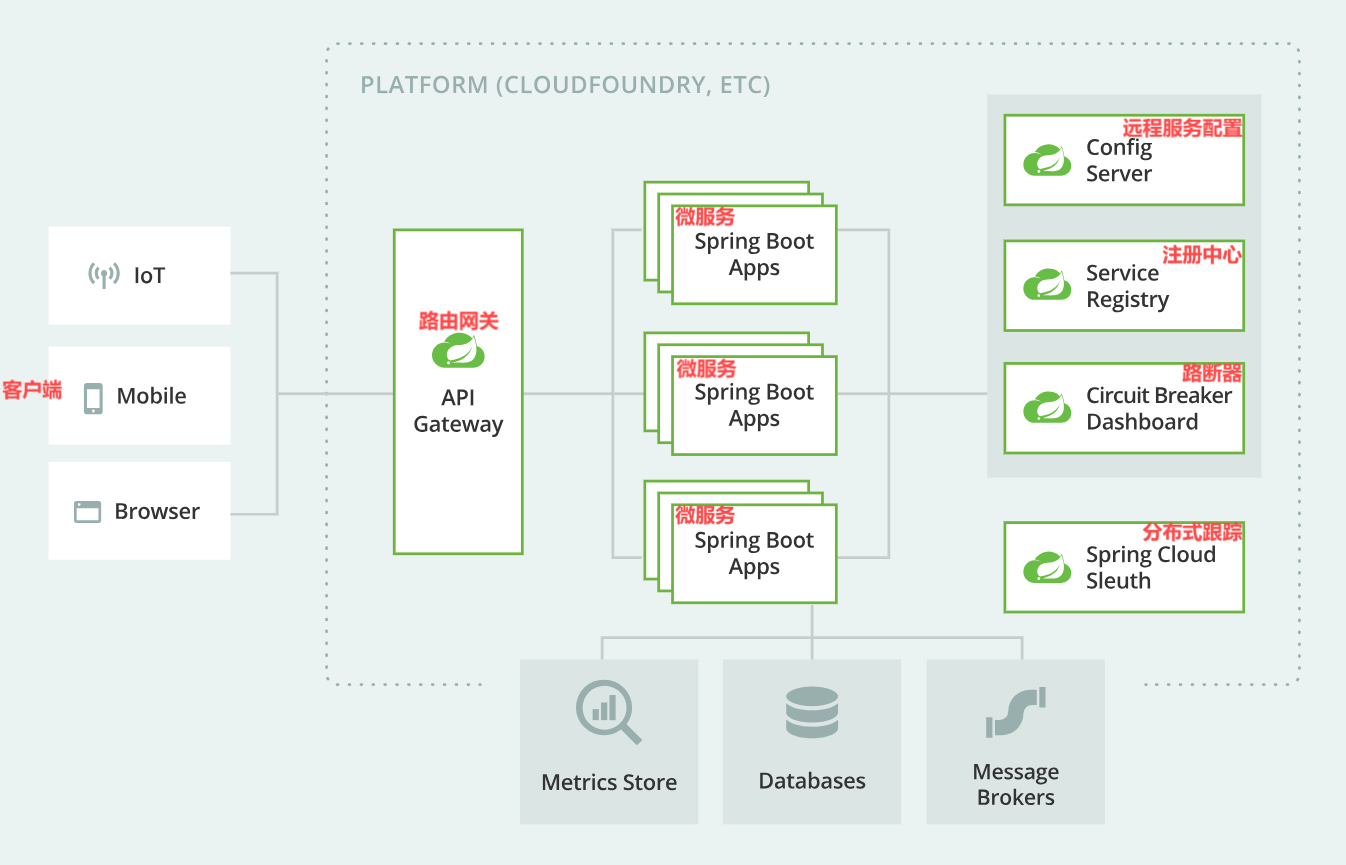 PLATFORM (CLOUDFOUNDRY, ETC)
IoT
客户端
Mobile
Browser
路由网关
API
Gateway
微服务
Spring Boot
Apps
微服务
Spring Boot
Apps
微服务
Spring Boot
Apps
远程服务配置
Config
Server
注册中心
Service
Registry
路断器
Circuit Breaker
Dashboard
分布式跟踪
Spring Cloud
Sleuth
Metrics Store
Databases
Message
Brokers